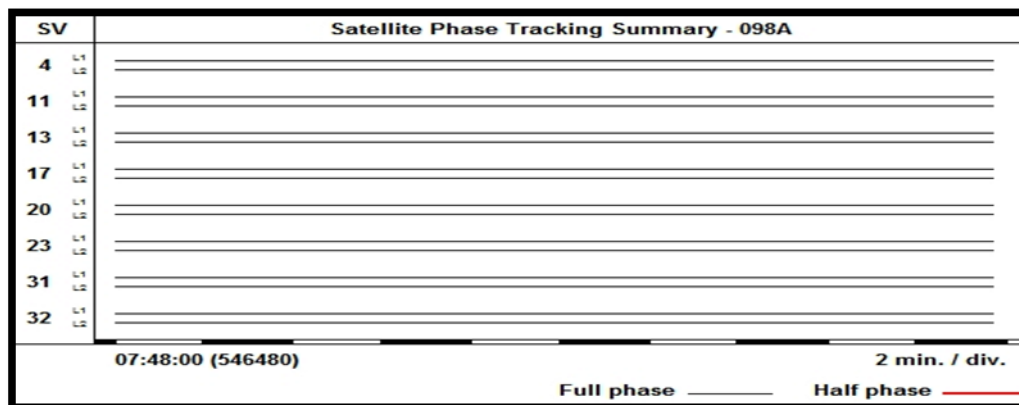 SV Satellite Phase Tracking Summary - 098A
4 L1
L2
11 L1
L2
13 L1
L2
17 L1
L2
20 L1
L2
23 L1
L2
31 L1
L2
32 L1
L2
07:48:00 (546480) 2 min. / div.
Full phase Half phase